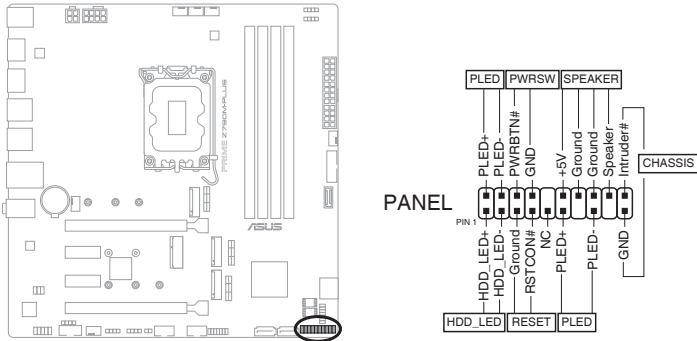 PRIME Z790M-PLUS
ASUS
PANEL
PIN 1
PLED
PWRSW
SPEAKER
CHASSIS
PLED+
PLED-
PWRBTN#
GND
+5V
Ground
Ground
Speaker
Intruder#
HDD_LED+
HDD_LED-
Ground
RSTCON#
NC
PLED+
PLED-
GND
HDD_LED
RESET
PLED